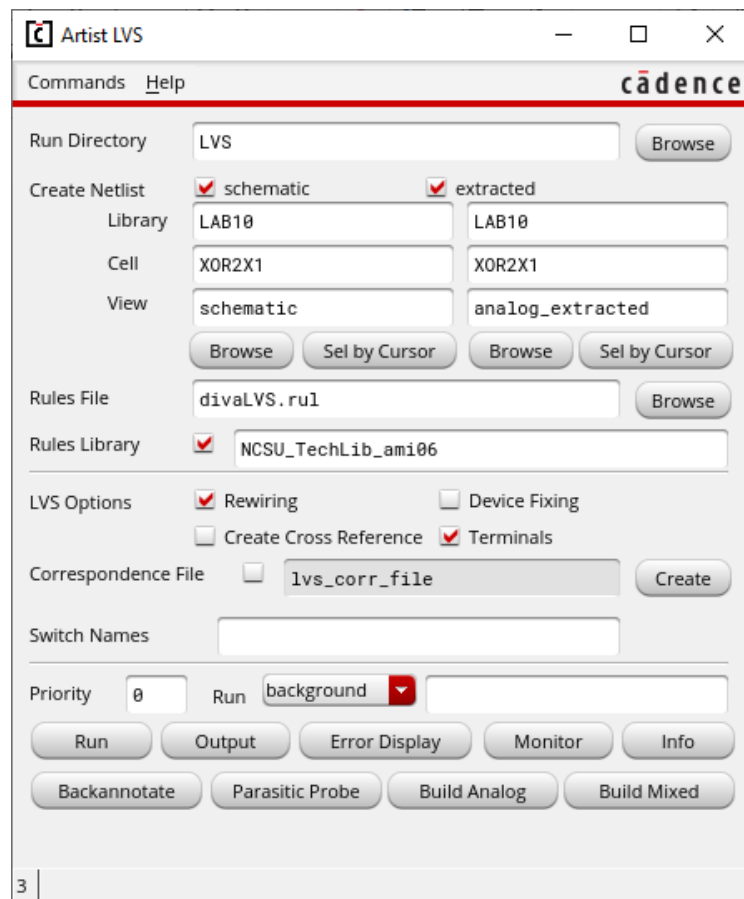 Artist LVS
Commands Help cādence
Run Directory LVS Browse
Create Netlist schematic extracted
Library LAB10 LAB10
Cell XOR2X1 XOR2X1
View schematic analog_extracted
Browse Sel by Cursor Browse Sel by Cursor
Rules File divaLVS.rul Browse
Rules Library NCSU_TechLib_ami06
LVS Options Rewiring Device Fixing
Create Cross Reference Terminals
Correspondence File lvs_corr_file Create
Switch Names
Priority 0 Run background
Run Output Error Display Monitor Info
Backannotate Parasitic Probe Build Analog Build Mixed
3